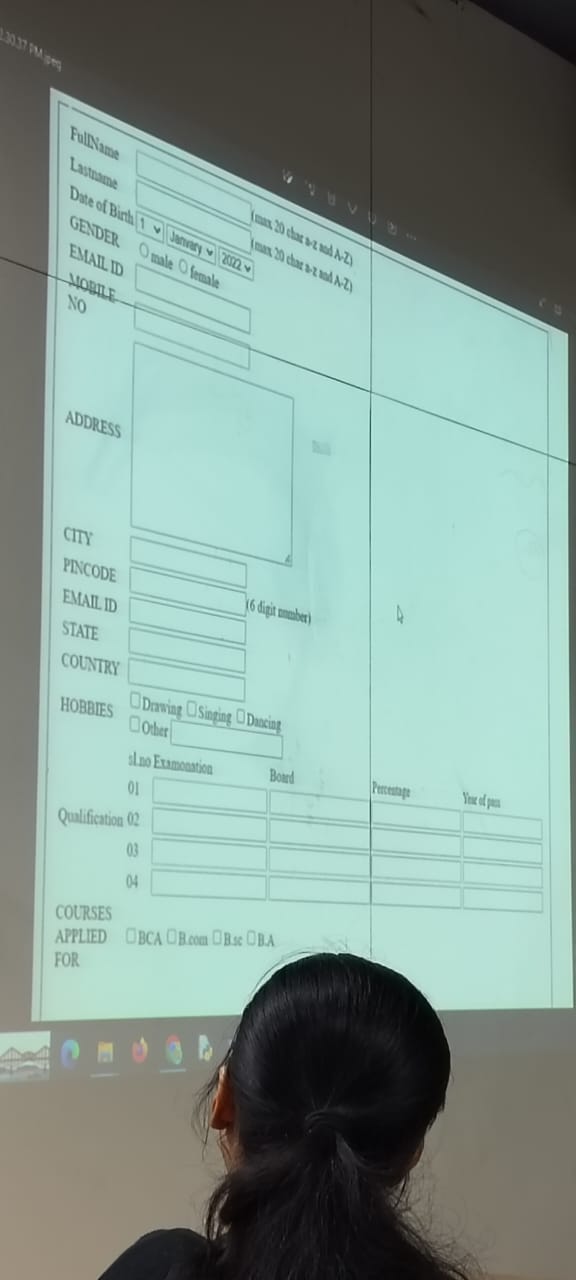 2.30.37 PM.jpeg
FullName
(max 20 char a-z and A-Z)
Lastname
(max 20 char a-z and A-Z)
Date of Birth 1 January 2022
GENDER male female
EMAIL ID
MOBILE
NO
ADDRESS
CITY
PINCODE
(6 digit number)
EMAIL ID
STATE
COUNTRY
HOBBIES Drawing Singing Dancing
Other
sl.no Examonation Board Percentage Year of pass
01
Qualification 02
03
04
COURSES
APPLIED BCA B.com B.sc B.A
FOR